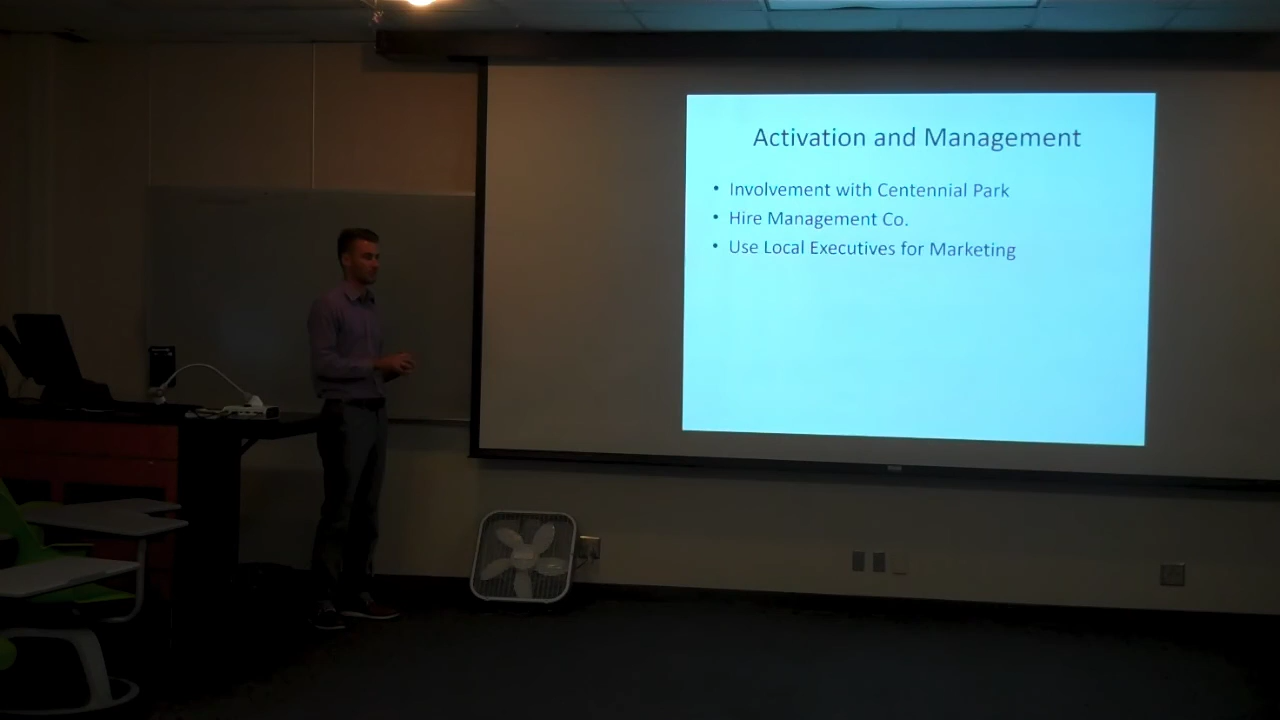 Activation and Management
• Involvement with Centennial Park
• Hire Management Co.
• Use Local Executives for Marketing